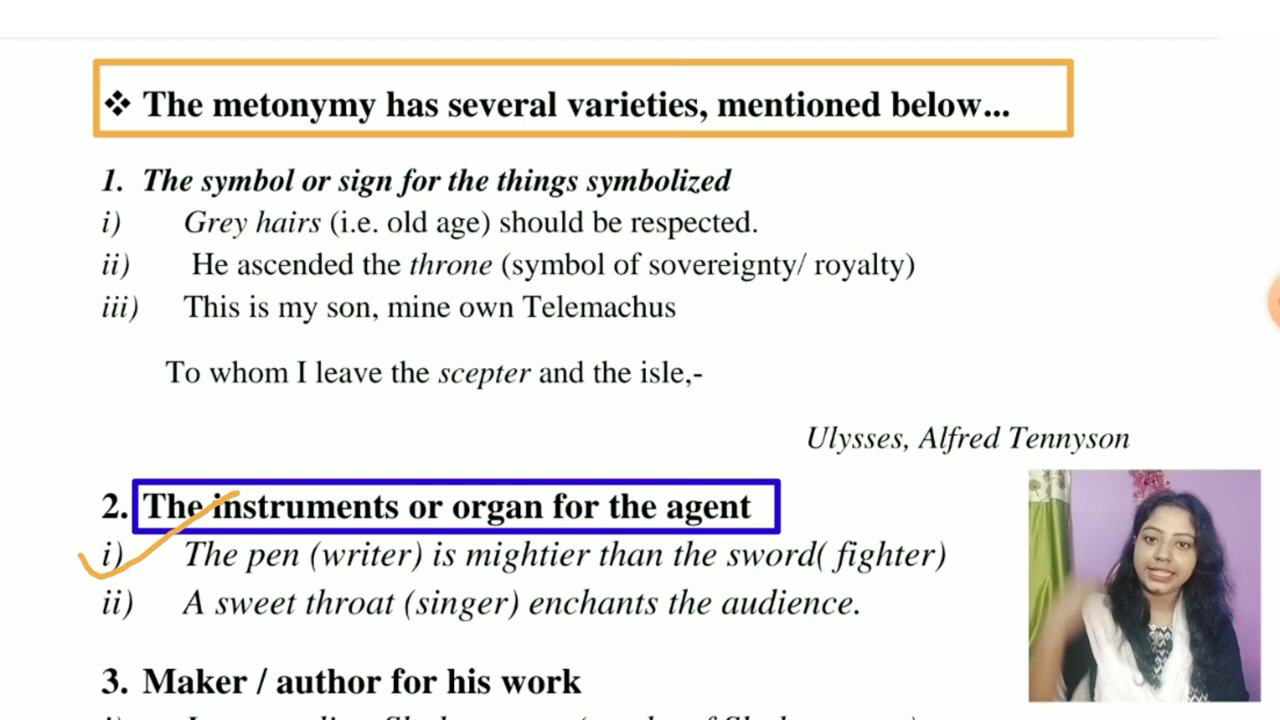 ❖ The metonymy has several varieties, mentioned below...
1. The symbol or sign for the things symbolized
i) Grey hairs (i.e. old age) should be respected.
ii) He ascended the throne (symbol of sovereignty/ royalty)
iii) This is my son, mine own Telemachus
To whom I leave the scepter and the isle,-
Ulysses, Alfred Tennyson
2. The instruments or organ for the agent
i) The pen (writer) is mightier than the sword( fighter)
ii) A sweet throat (singer) enchants the audience.
3. Maker / author for his work